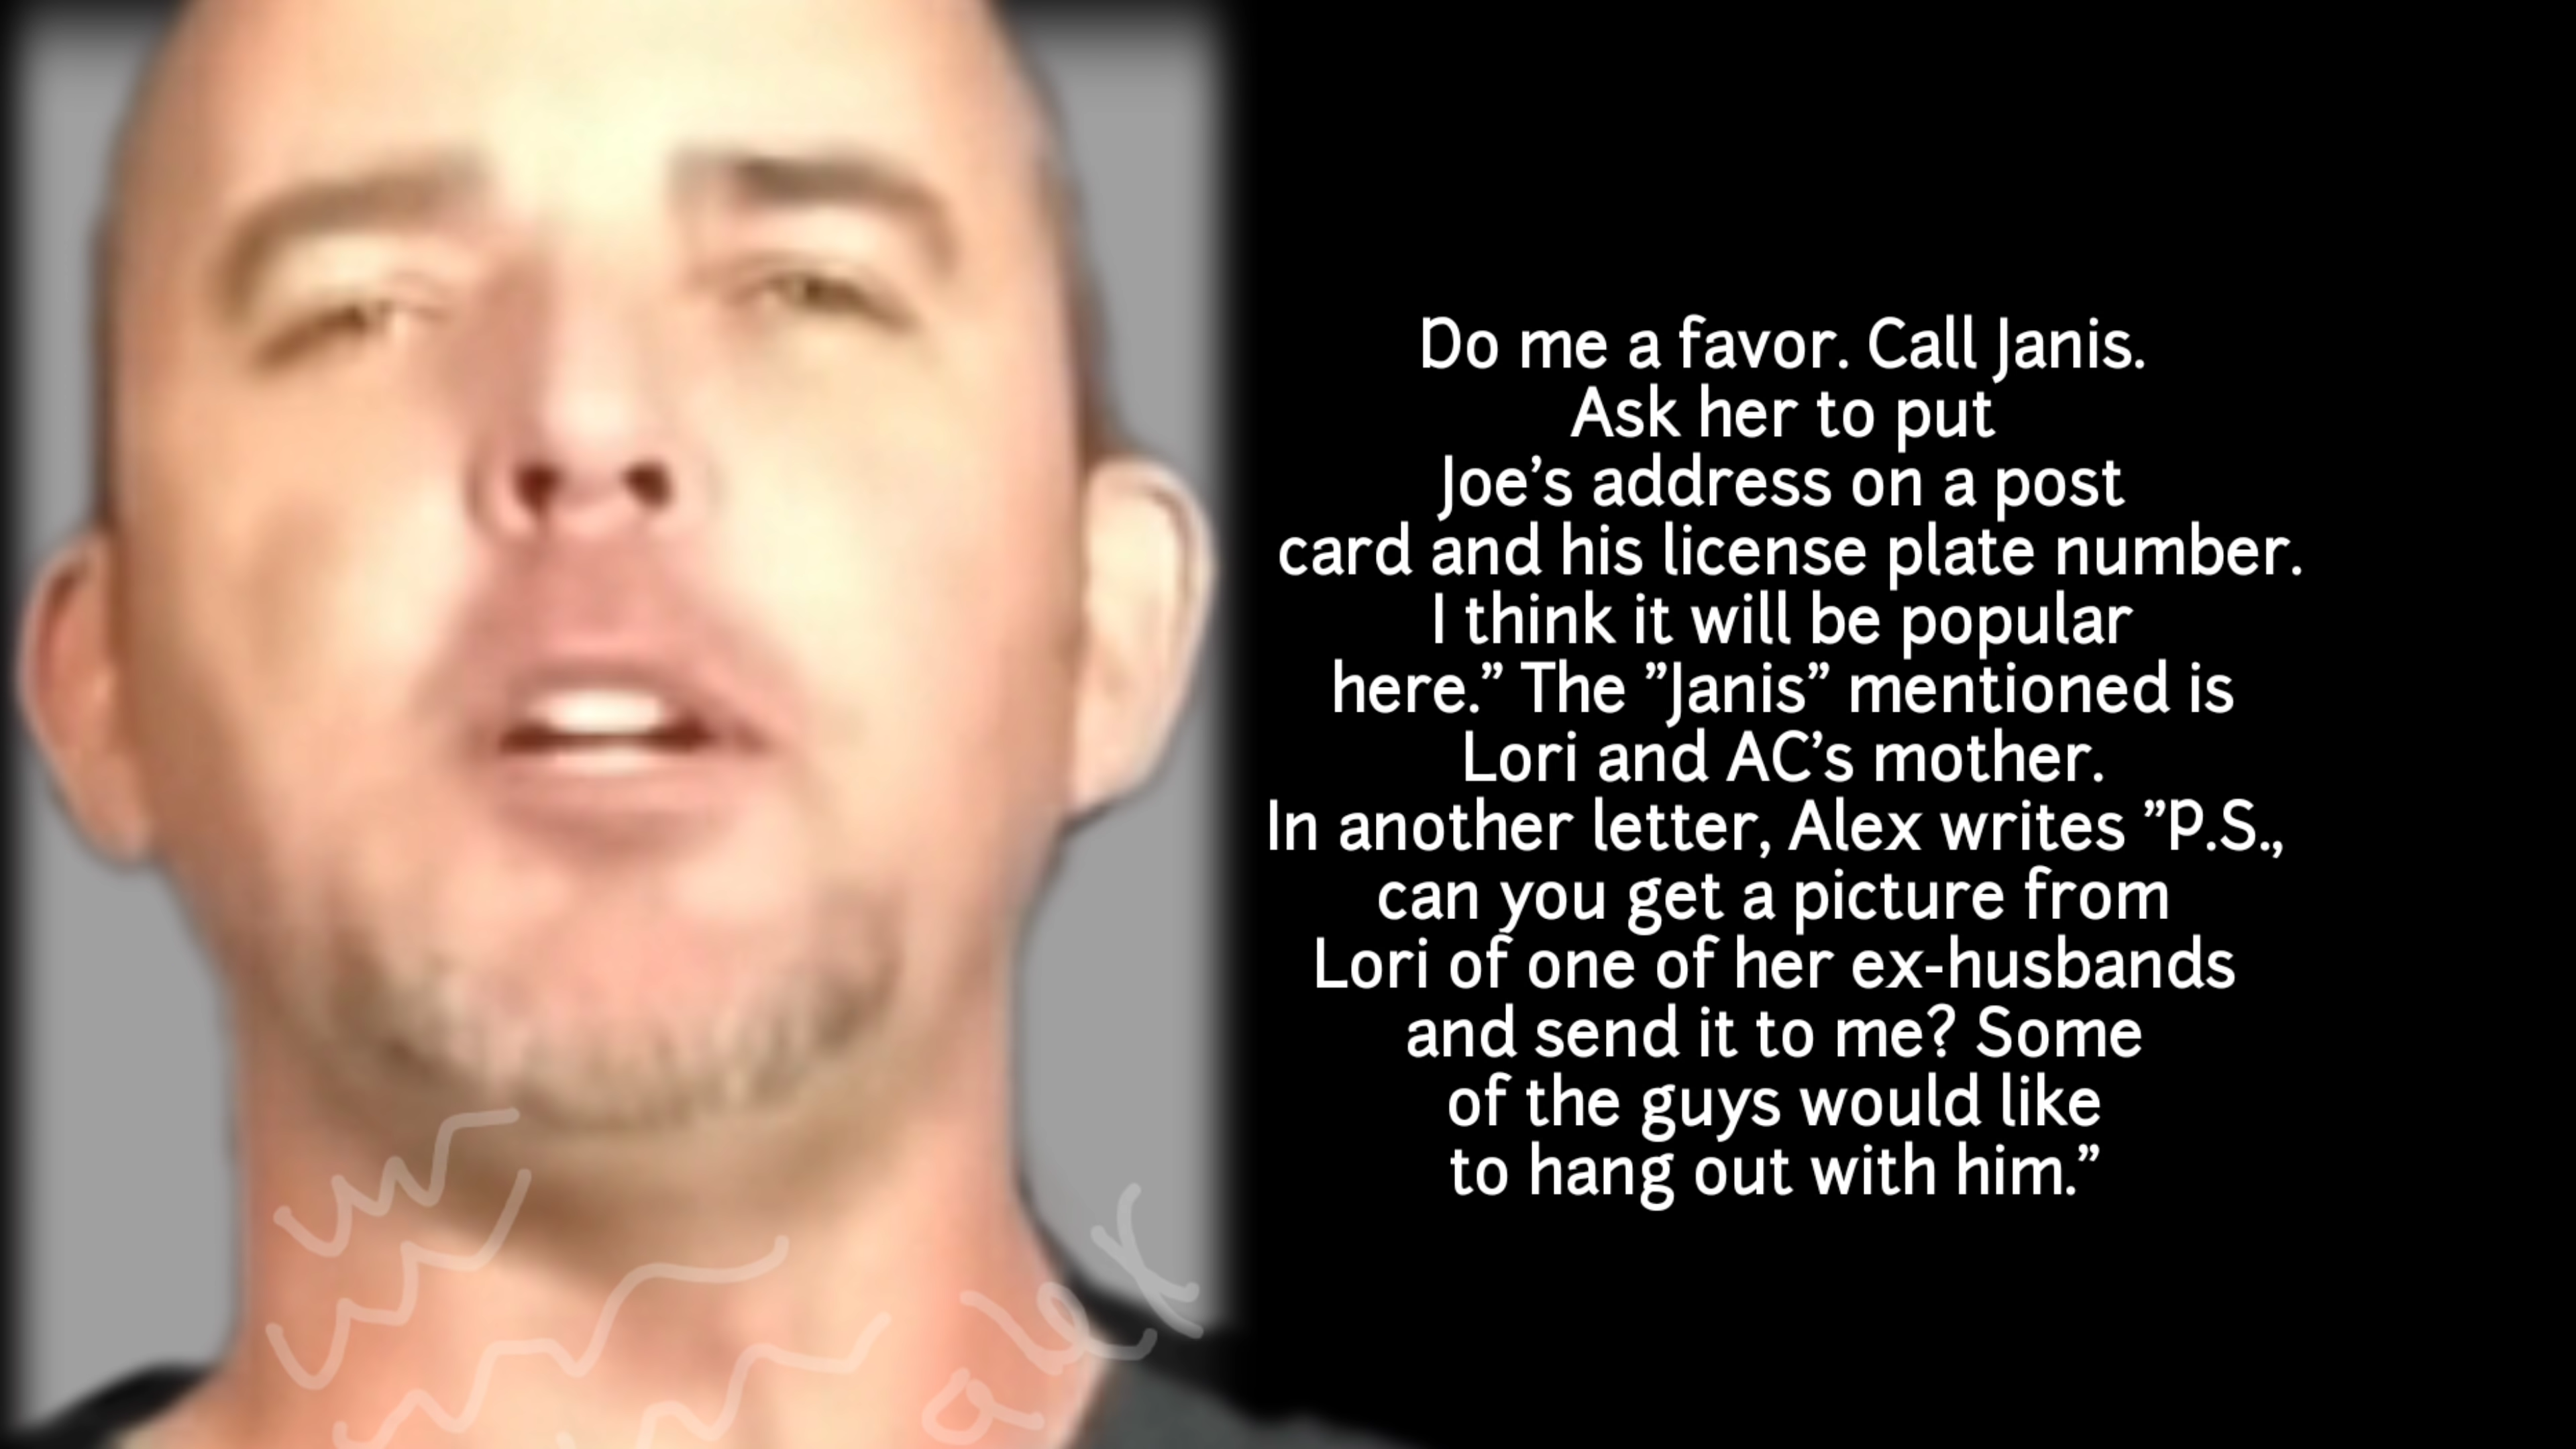 Do me a favor. Call Janis.
Ask her to put
Joe's address on a post
card and his license plate number.
I think it will be popular
here.” The ”Janis” mentioned is
Lori and AC's mother.
In another letter, Alex writes ”P.S.,
can you get a picture from
Lori of one of her ex-husbands
and send it to me? Some
of the guys would like
to hang out with him.”
alex